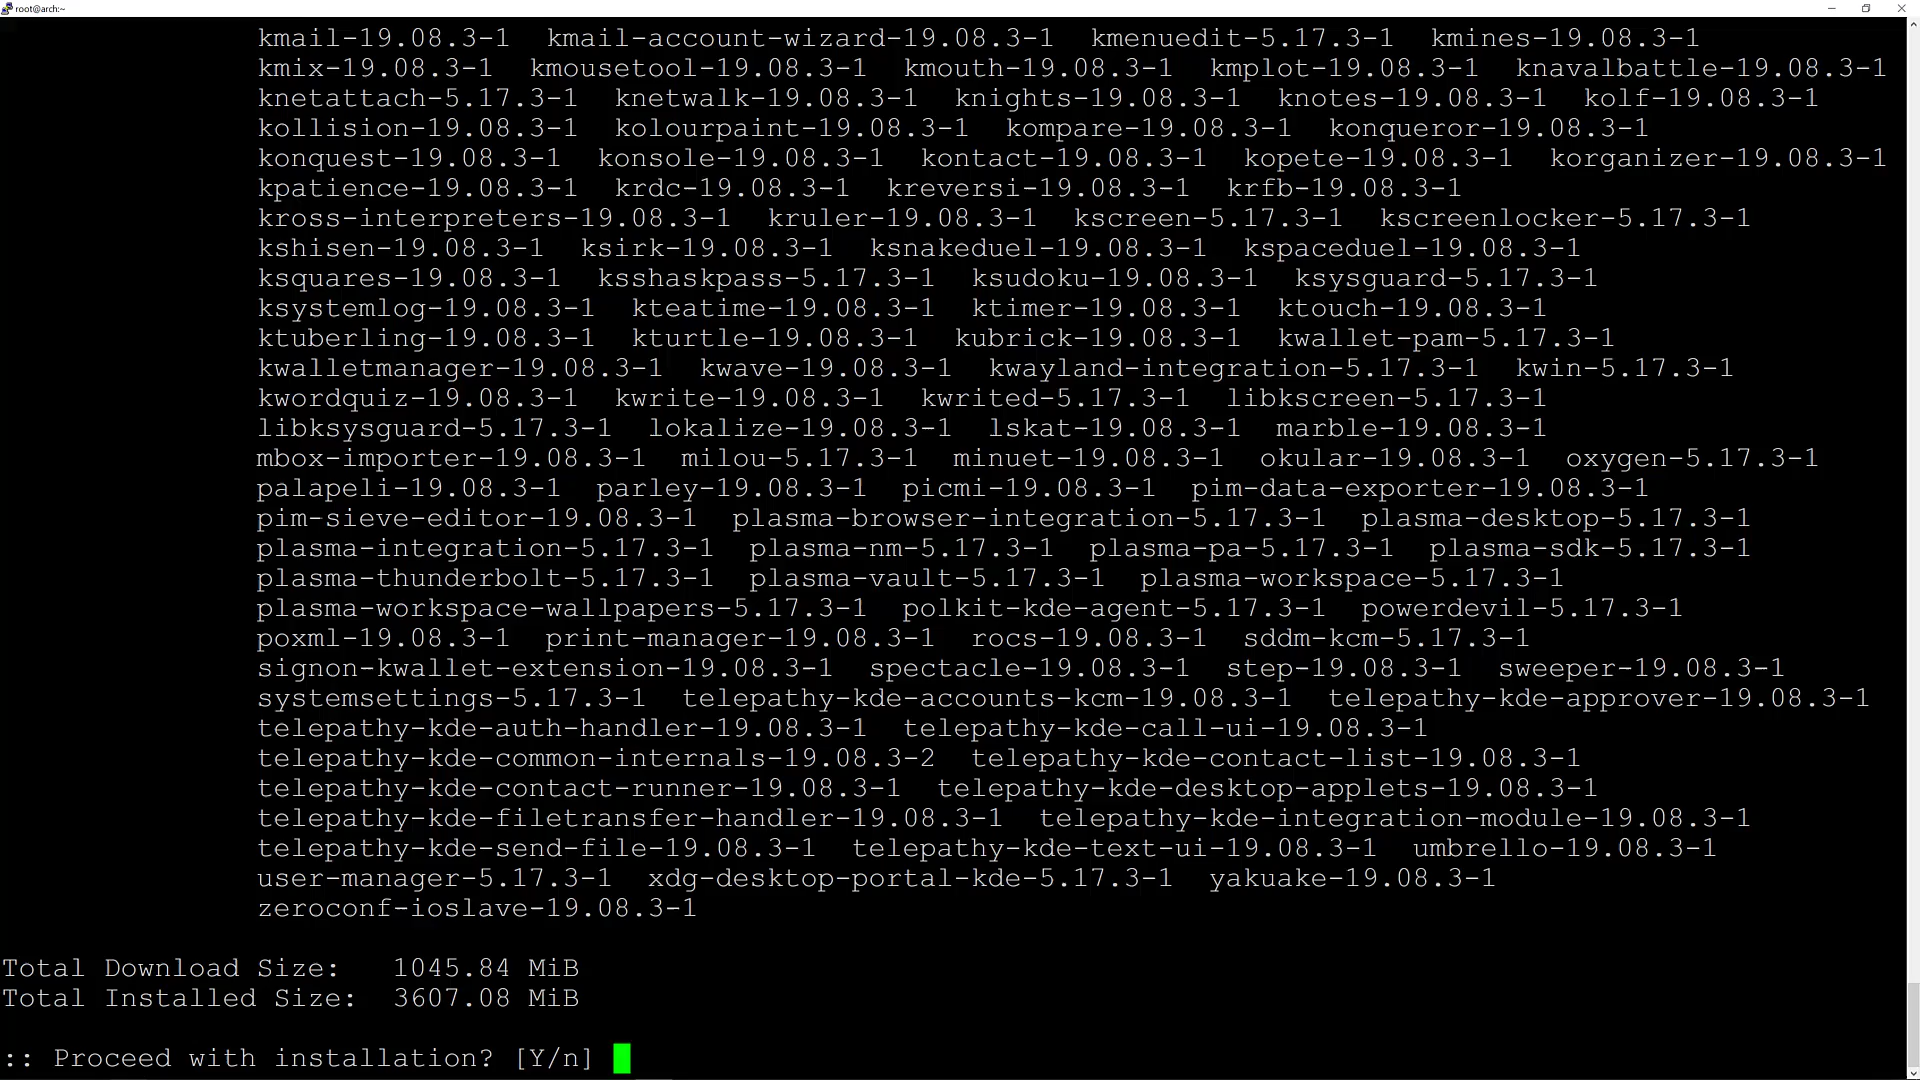 root@arch:~
kmail-19.08.3-1  kmail-account-wizard-19.08.3-1  kmenuedit-5.17.3-1  kmines-19.08.3-1
kmix-19.08.3-1  kmousetool-19.08.3-1  kmouth-19.08.3-1  kmplot-19.08.3-1  knavalbattle-19.08.3-1
knetattach-5.17.3-1  knetwalk-19.08.3-1  knights-19.08.3-1  knotes-19.08.3-1  kolf-19.08.3-1
kollision-19.08.3-1  kolourpaint-19.08.3-1  kompare-19.08.3-1  konqueror-19.08.3-1
konquest-19.08.3-1  konsole-19.08.3-1  kontact-19.08.3-1  kopete-19.08.3-1  korganizer-19.08.3-1
kpatience-19.08.3-1  krdc-19.08.3-1  kreversi-19.08.3-1  krfb-19.08.3-1
kross-interpreters-19.08.3-1  kruler-19.08.3-1  kscreen-5.17.3-1  kscreenlocker-5.17.3-1
kshisen-19.08.3-1  ksirk-19.08.3-1  ksnakeduel-19.08.3-1  kspaceduel-19.08.3-1
ksquares-19.08.3-1  ksshaskpass-5.17.3-1  ksudoku-19.08.3-1  ksysguard-5.17.3-1
ksystemlog-19.08.3-1  kteatime-19.08.3-1  ktimer-19.08.3-1  ktouch-19.08.3-1
ktuberling-19.08.3-1  kturtle-19.08.3-1  kubrick-19.08.3-1  kwallet-pam-5.17.3-1
kwalletmanager-19.08.3-1  kwave-19.08.3-1  kwayland-integration-5.17.3-1  kwin-5.17.3-1
kwordquiz-19.08.3-1  kwrite-19.08.3-1  kwrited-5.17.3-1  libkscreen-5.17.3-1
libksysguard-5.17.3-1  lokalize-19.08.3-1  lskat-19.08.3-1  marble-19.08.3-1
mbox-importer-19.08.3-1  milou-5.17.3-1  minuet-19.08.3-1  okular-19.08.3-1  oxygen-5.17.3-1
palapeli-19.08.3-1  parley-19.08.3-1  picmi-19.08.3-1  pim-data-exporter-19.08.3-1
pim-sieve-editor-19.08.3-1  plasma-browser-integration-5.17.3-1  plasma-desktop-5.17.3-1
plasma-integration-5.17.3-1  plasma-nm-5.17.3-1  plasma-pa-5.17.3-1  plasma-sdk-5.17.3-1
plasma-thunderbolt-5.17.3-1  plasma-vault-5.17.3-1  plasma-workspace-5.17.3-1
plasma-workspace-wallpapers-5.17.3-1  polkit-kde-agent-5.17.3-1  powerdevil-5.17.3-1
poxml-19.08.3-1  print-manager-19.08.3-1  rocs-19.08.3-1  sddm-kcm-5.17.3-1
signon-kwallet-extension-19.08.3-1  spectacle-19.08.3-1  step-19.08.3-1  sweeper-19.08.3-1
systemsettings-5.17.3-1  telepathy-kde-accounts-kcm-19.08.3-1  telepathy-kde-approver-19.08.3-1
telepathy-kde-auth-handler-19.08.3-1  telepathy-kde-call-ui-19.08.3-1
telepathy-kde-common-internals-19.08.3-2  telepathy-kde-contact-list-19.08.3-1
telepathy-kde-contact-runner-19.08.3-1  telepathy-kde-desktop-applets-19.08.3-1
telepathy-kde-filetransfer-handler-19.08.3-1  telepathy-kde-integration-module-19.08.3-1
telepathy-kde-send-file-19.08.3-1  telepathy-kde-text-ui-19.08.3-1  umbrello-19.08.3-1
user-manager-5.17.3-1  xdg-desktop-portal-kde-5.17.3-1  yakuake-19.08.3-1
zeroconf-ioslave-19.08.3-1
Total Download Size:   1045.84 MiB
Total Installed Size:  3607.08 MiB
:: Proceed with installation? [Y/n]